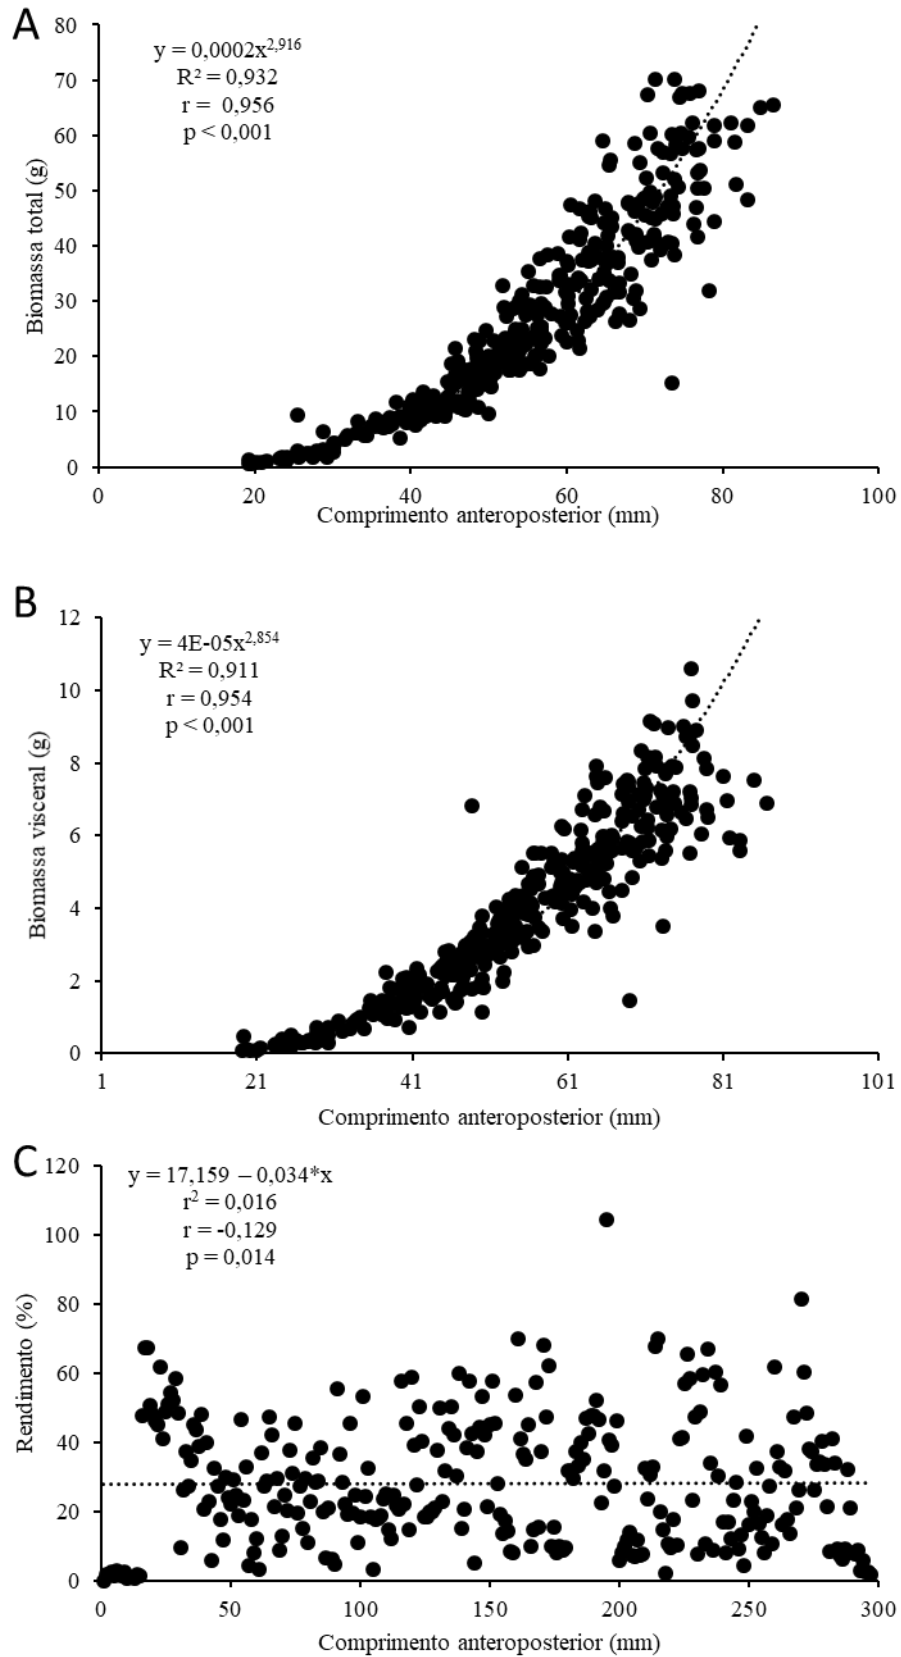 A
y = 0,0002x^2,916
R² = 0,932
r = 0,956
p < 0,001
Biomassa total (g)
80
70
60
50
40
30
20
10
0
0 20 40 60 80 100
Comprimento anteroposterior (mm)
B
y = 4E-05x^2,854
R² = 0,911
r = 0,954
p < 0,001
Biomassa visceral (g)
12
10
8
6
4
2
0
1 21 41 61 81 101
Comprimento anteroposterior (mm)
C
y = 17,159 – 0,034*x
r² = 0,016
r = -0,129
p = 0,014
Rendimento (%)
120
100
80
60
40
20
0
0 50 100 150 200 250 300
Comprimento anteroposterior (mm)